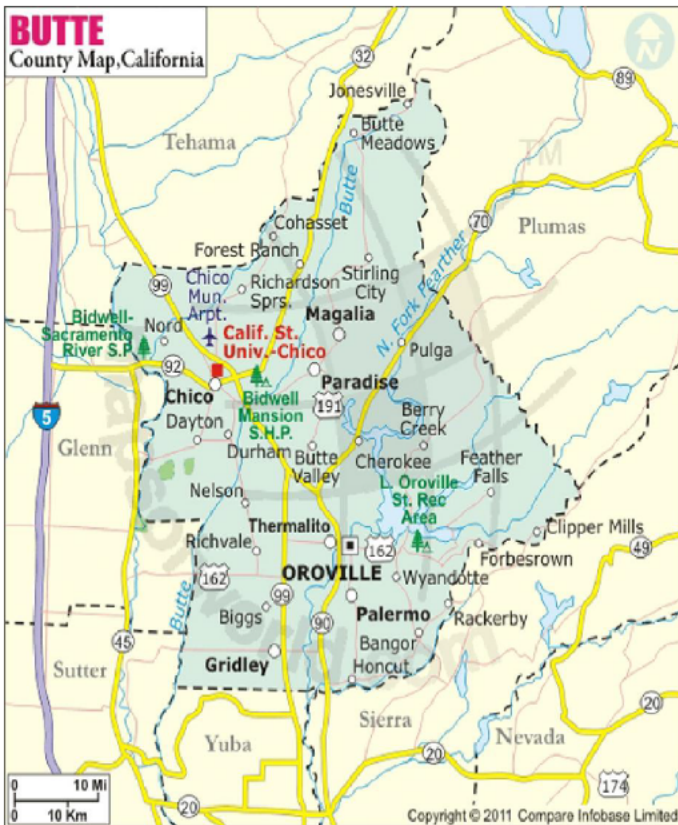 BUTTE
County Map,California
N
32
Jonesville
89
Tehama
Butte
Meadows
TM
Butte
Plumas
70
Cohasset
Forest Ranch
Stirling
City
99
Chico
Mun.
Arpt.
Richardson
Sprs.
N. Fork Pearther
Magalia
Bidwell-
Sacramento
River S.P.
Nord
Calif. St.
Univ.-Chico
Pulga
92
Paradise
Chico
Bidwell
Mansion
S.H.P.
191
5
Berry
Creek
Dayton
Glenn
Durham
Butte
Valley
Cherokee
Feather
Falls
L. Oroville
St. Rec
Area
Nelson
Thermalito
Clipper Mills
Richvale
162
49
Forbesrown
OROVILLE
162
Wyandotte
Butte
Biggs
99
Palermo
Rackerby
90
45
Bangor
Gridley
Honcut
Sutter
Sierra
20
Yuba
Nevada
20
0 10 Mi
0 10 Km
20
174
Copyright © 2011 Compare Infobase Limited
mapsofworld.com